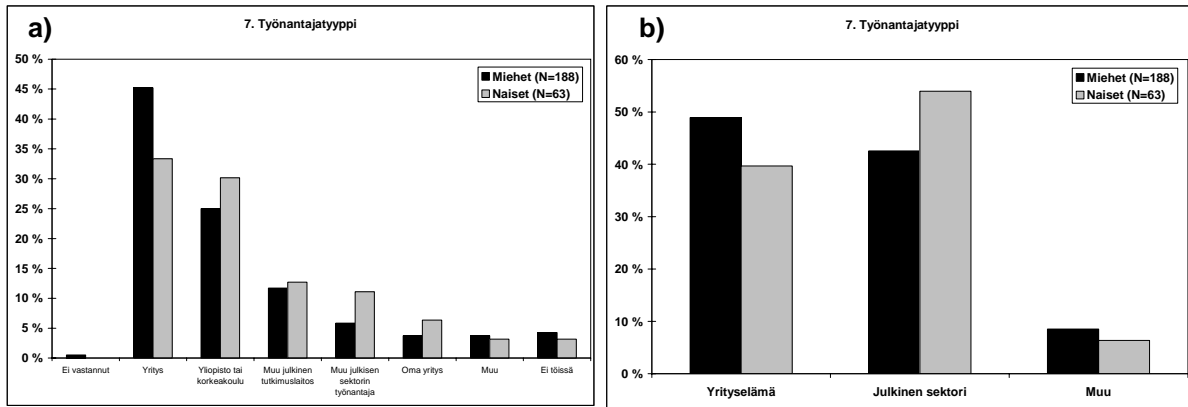 a)
7. Työnantajatyyppi
50 %
45 %
40 %
35 %
30 %
25 %
20 %
15 %
10 %
5 %
0 %
Miehet (N=188)
Naiset (N=63)
Ei vastannut
Yritys
Yliopisto tai
korkeakoulu
Muu julkinen
tutkimuslaitos
Muu julkisen
sektorin
työnantaja
Oma yritys
Muu
Ei töissä
b)
7. Työnantajatyyppi
60 %
50 %
40 %
30 %
20 %
10 %
0 %
Miehet (N=188)
Naiset (N=63)
Yrityselämä
Julkinen sektori
Muu